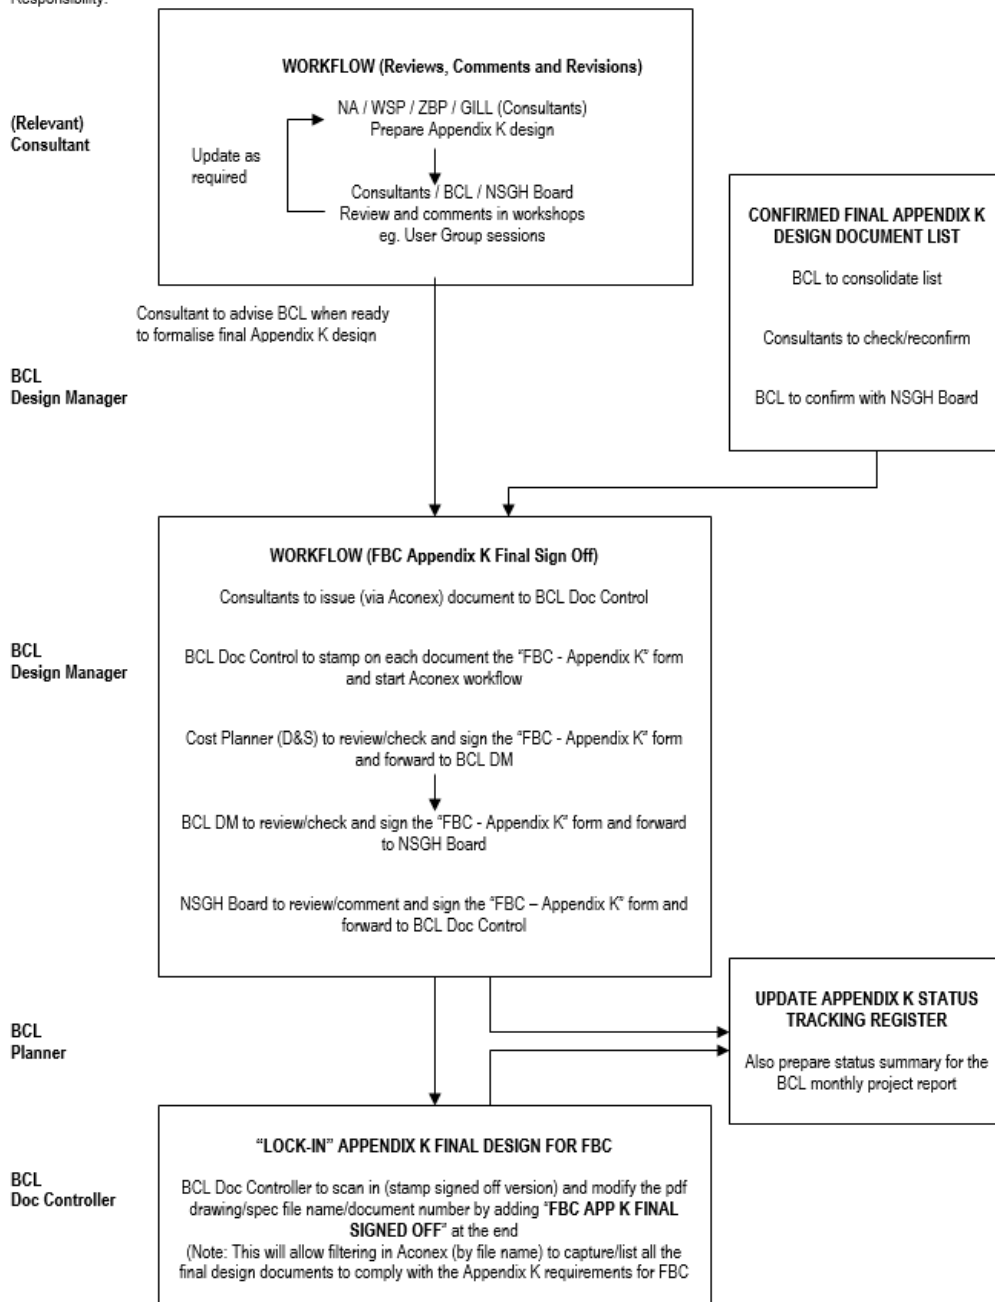 Responsibility:
WORKFLOW (Reviews, Comments and Revisions)
NA / WSP / ZBP / GILL (Consultants)
Prepare Appendix K design
(Relevant)
Consultant
Update as
required
Consultants / BCL / NSGH Board
Review and comments in workshops
eg. User Group sessions
CONFIRMED FINAL APPENDIX K
DESIGN DOCUMENT LIST
BCL to consolidate list
Consultants to check/reconfirm
BCL to confirm with NSGH Board
Consultant to advise BCL when ready
to formalise final Appendix K design
BCL
Design Manager
WORKFLOW (FBC Appendix K Final Sign Off)
Consultants to issue (via Aconex) document to BCL Doc Control
BCL
Design Manager
BCL Doc Control to stamp on each document the "FBC - Appendix K" form
and start Aconex workflow
Cost Planner (D&S) to review/check and sign the "FBC - Appendix K" form
and forward to BCL DM
BCL DM to review/check and sign the "FBC - Appendix K" form and forward
to NSGH Board
NSGH Board to review/comment and sign the "FBC – Appendix K" form and
forward to BCL Doc Control
BCL
Planner
UPDATE APPENDIX K STATUS
TRACKING REGISTER
Also prepare status summary for the
BCL monthly project report
"LOCK-IN" APPENDIX K FINAL DESIGN FOR FBC
BCL
Doc Controller
BCL Doc Controller to scan in (stamp signed off version) and modify the pdf
drawing/spec file name/document number by adding "FBC APP K FINAL
SIGNED OFF" at the end
(Note: This will allow filtering in Aconex (by file name) to capture/list all the
final design documents to comply with the Appendix K requirements for FBC